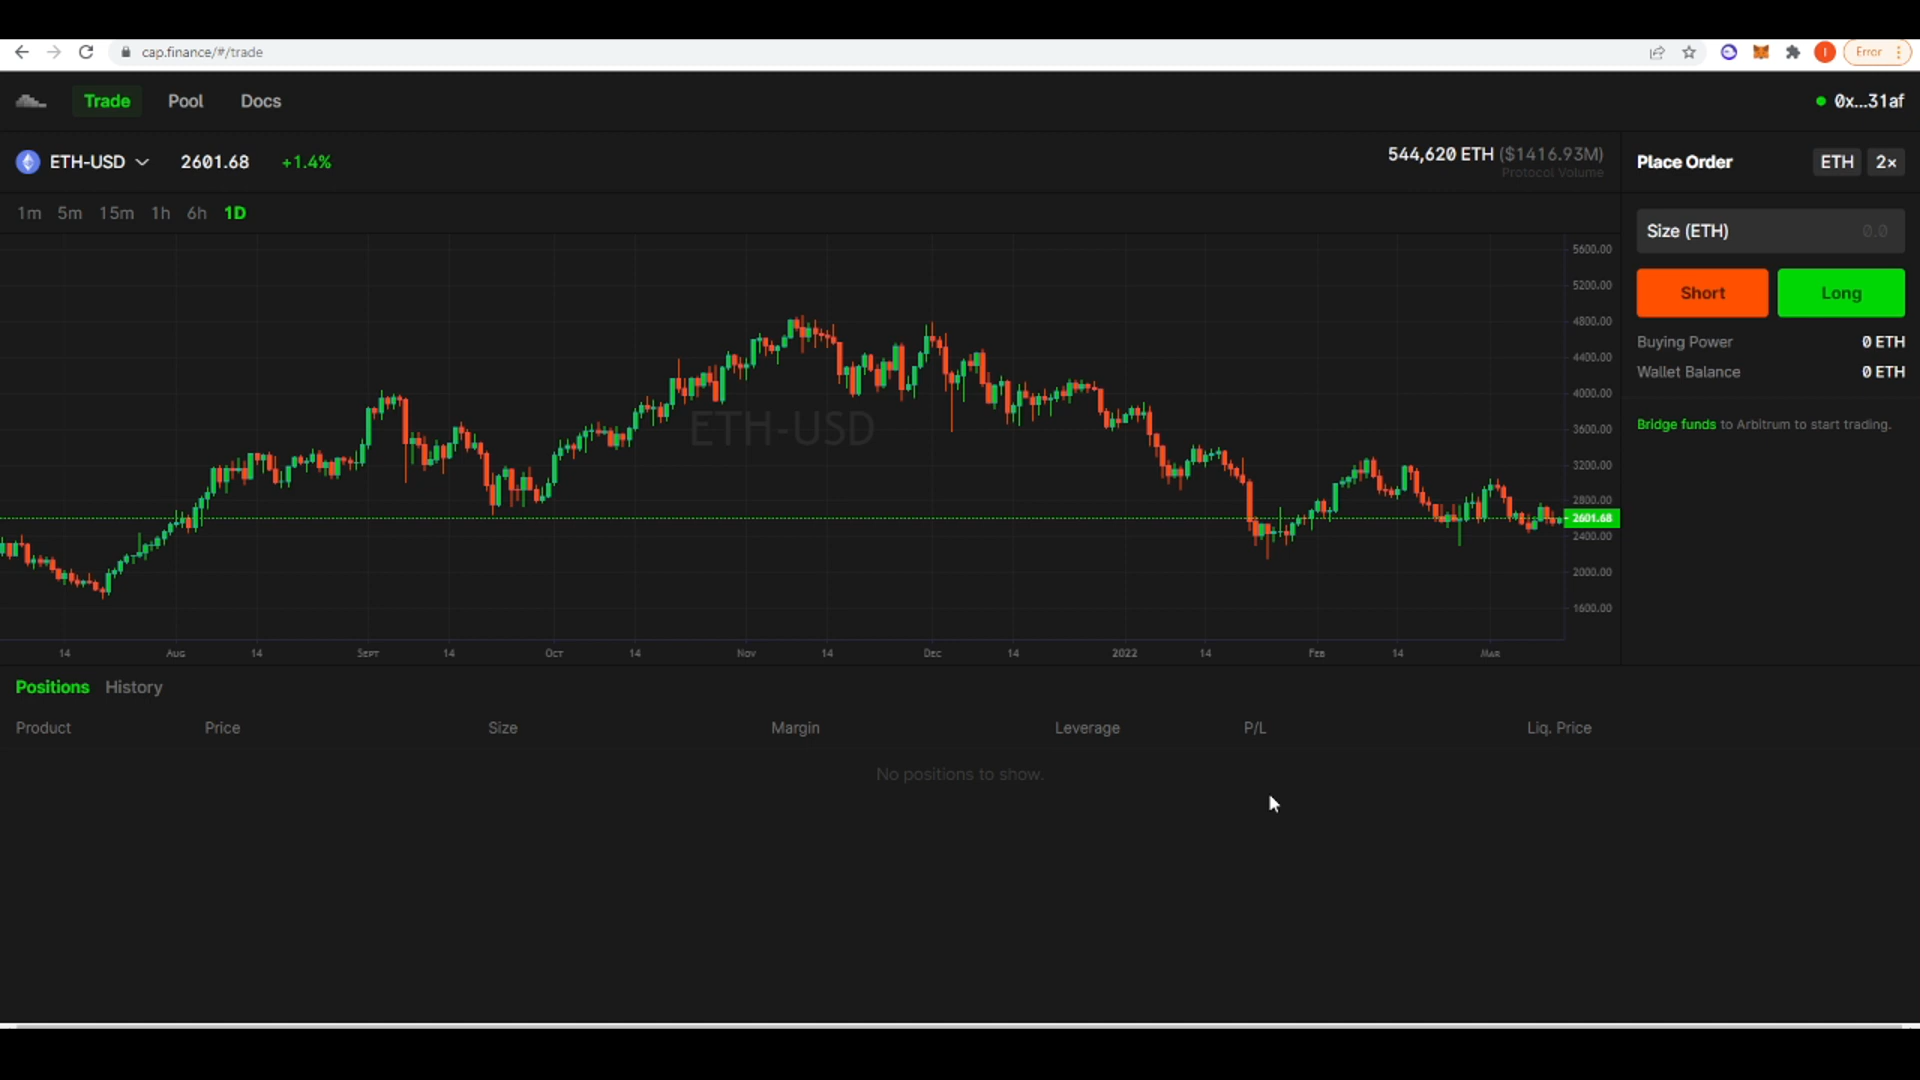 cap.finance/#/trade
I
Error
Trade Pool Docs
0x...31af
ETH-USD 2601.68 +1.4%
544,620 ETH ($1416.93M)
Protocol Volume
Place Order ETH 2×
1m 5m 15m 1h 6h 1D
Size (ETH) 0.0
Short Long
Buying Power 0 ETH
Wallet Balance 0 ETH
Bridge funds to Arbitrum to start trading.
ETH-USD
5600.00
5200.00
4800.00
4400.00
4000.00
3600.00
3200.00
2800.00
2601.68
2400.00
2000.00
1600.00
14 Aug 14 Sept 14 Oct 14 Nov 14 Dec 14 2022 14 Feb 14 Mar
Positions History
Product Price Size Margin Leverage P/L Liq. Price
No positions to show.